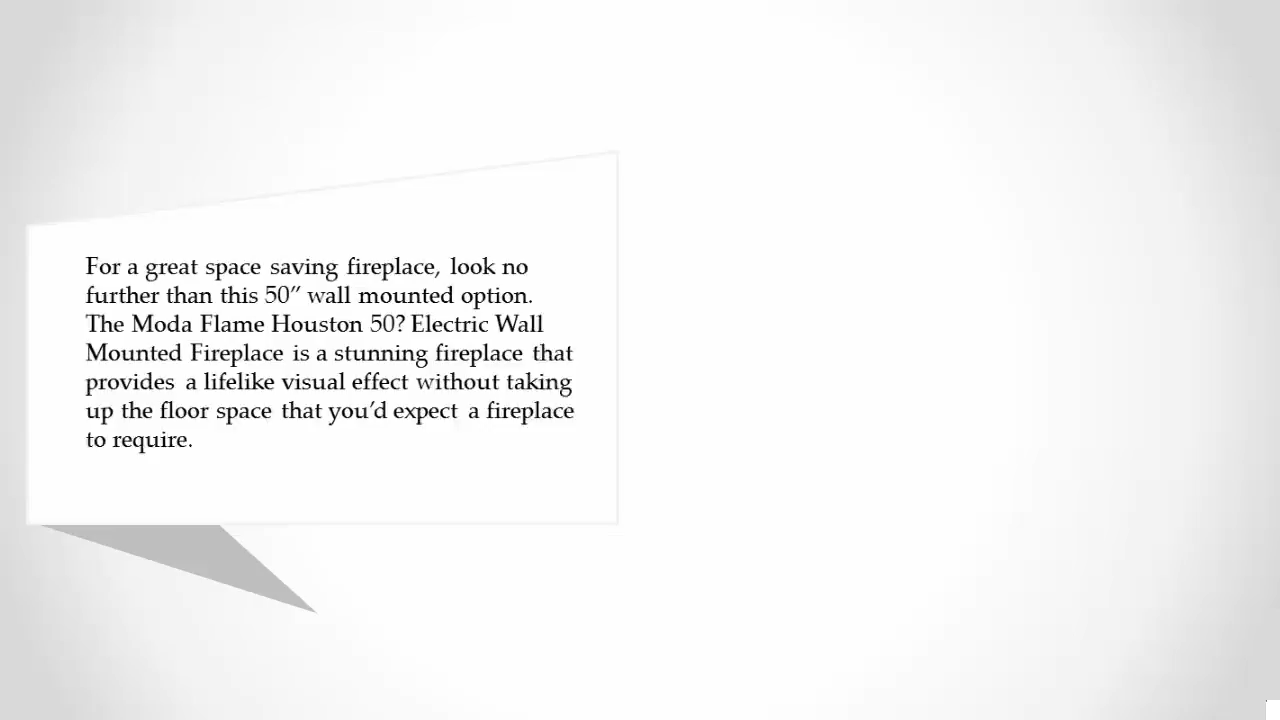 For a great space saving fireplace, look no
further than this 50” wall mounted option.
The Moda Flame Houston 50? Electric Wall
Mounted Fireplace is a stunning fireplace that
provides a lifelike visual effect without taking
up the floor space that you’d expect a fireplace
to require.